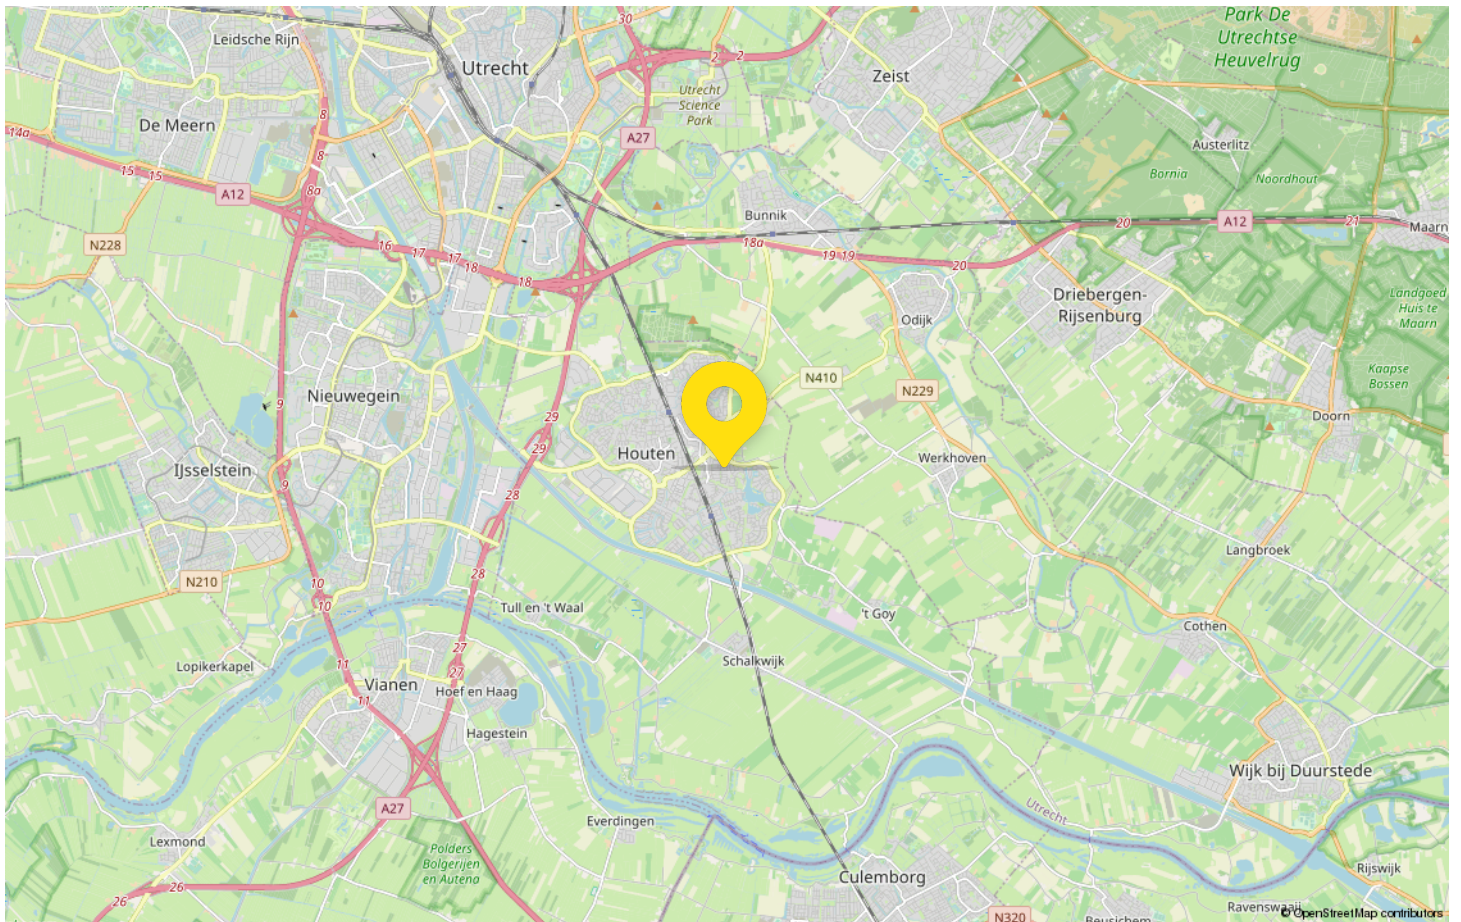 Leidsche Rijn
Utrecht
30
2
2
Park De
Utrechtse
Heuvelrug
Zeist
Utrecht
Science
Park
De Meern
8
14a
A27
8
15
15
A12
8a
Austerlitz
Bornia
Noordhout
Bunnik
20
A12
21
Maarn
N228
16
17
17
18
18
18a
19
19
20
Driebergen-
Rijsenburg
Landgoed
Huis te
Maarn
Odijk
Nieuwegein
9
N410
N229
Kaapse
Bossen
Doorn
29
29
Houten
Werkhoven
IJsselstein
9
28
Langbroek
N210
10
10
28
Tull en 't Waal
't Goy
Cothen
Lopikerkapel
11
27
27
Schalkwijk
Vianen
Hoef en Haag
11
Hagestein
Wijk bij Duurstede
A27
Utrecht
Everdingen
Lexmond
Polders
Bolgerijen
en Autena
Rijswijk
Culemborg
26
26
N320
Beusichem
Ravenswaaij
© OpenStreetMap contributors